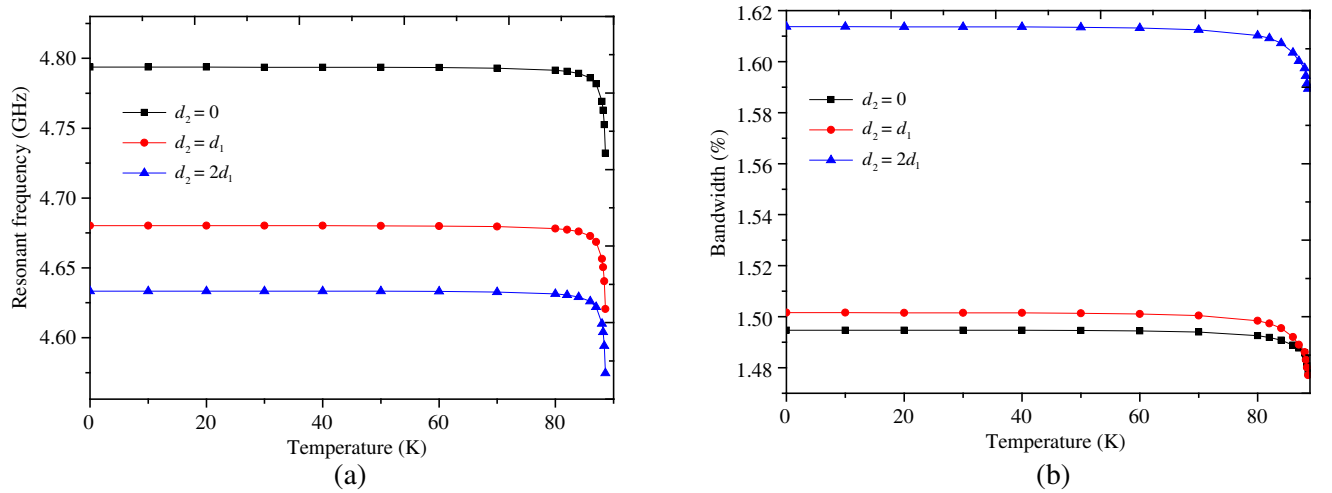 4.80
4.75
4.70
4.65
4.60
Resonant frequency (GHz)
d₂ = 0
d₂ = d₁
d₂ = 2d₁
0 20 40 60 80
Temperature (K)
(a)
1.62
1.60
1.58
1.56
1.54
1.52
1.50
1.48
Bandwidth (%)
d₂ = 0
d₂ = d₁
d₂ = 2d₁
0 20 40 60 80
Temperature (K)
(b)